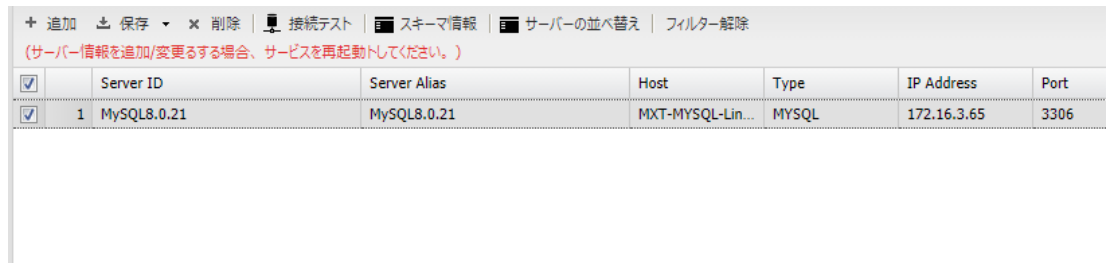 追加 保存 削除 接続テスト スキーマ情報 サーバーの並べ替え フィルター解除
(サーバー情報を追加/変更るする場合、サービスを再起動トしてください。)
Server ID Server Alias Host Type IP Address Port
1 MySQL8.0.21 MySQL8.0.21 MXT-MYSQL-Lin... MYSQL 172.16.3.65 3306